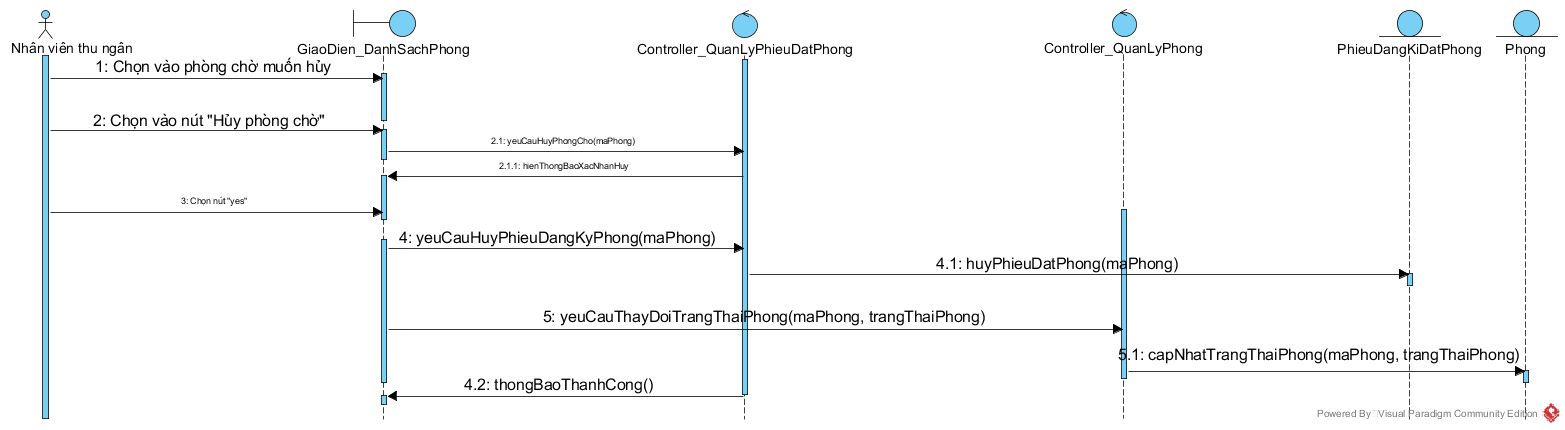 Nhân viên thu ngân
GiaoDien_DanhSachPhong
Controller_QuanLyPhieuDatPhong
Controller_QuanLyPhong
PhieuDangKiDatPhong
Phong
1: Chọn vào phòng chờ muốn hủy
2: Chọn vào nút "Hủy phòng chờ"
2.1: yeuCauHuyPhongCho(maPhong)
2.1.1: hienThongBaoXacNhanHuy
3: Chọn nút "yes"
4: yeuCauHuyPhieuDangKyPhong(maPhong)
4.1: huyPhieuDatPhong(maPhong)
5: yeuCauThayDoiTrangThaiPhong(maPhong, trangThaiPhong)
5.1: capNhatTrangThaiPhong(maPhong, trangThaiPhong)
4.2: thongBaoThanhCong()
Powered By Visual Paradigm Community Edition